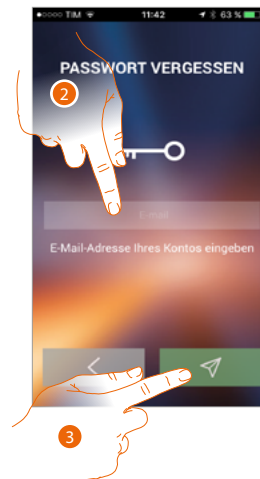 TIM 11:42 63 %
PASSWORT VERGESSEN
2
E-mail
E-Mail-Adresse Ihres Kontos eingeben
3